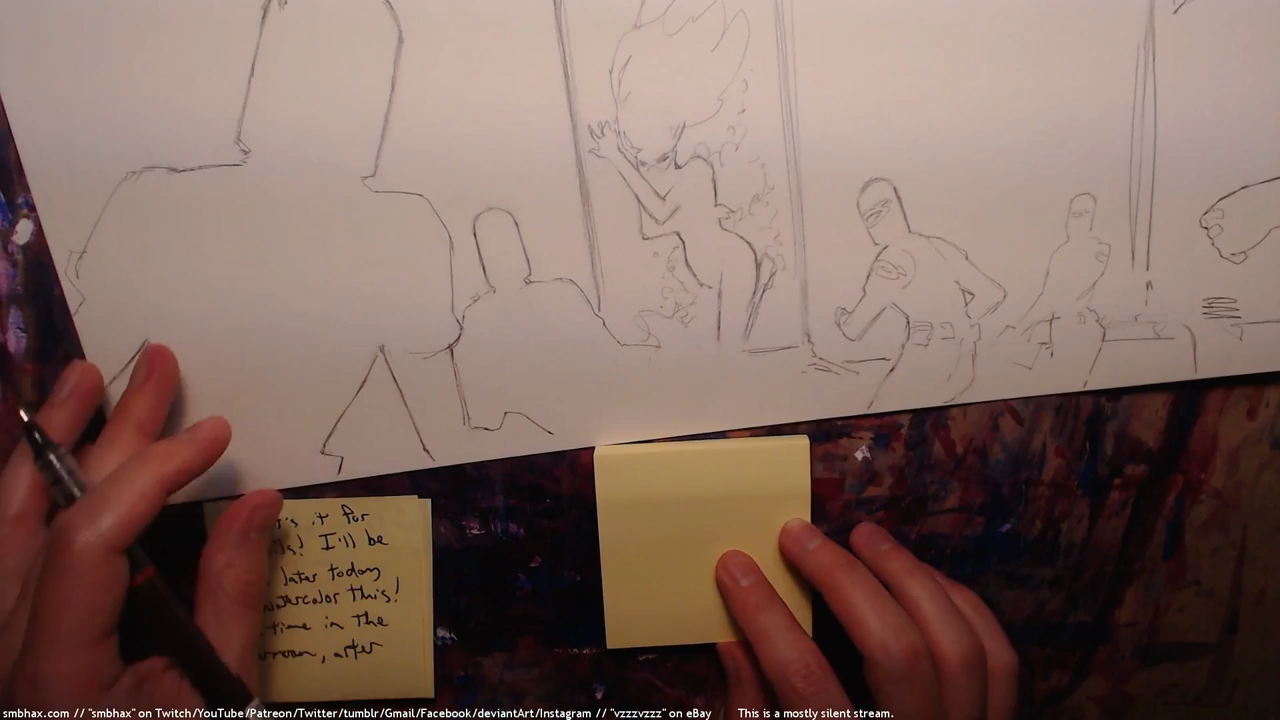 it for
I'll be
later today
watercolor this!
time in the
, after
smbhax.com // "smbhax" on Twitch/YouTube/Patreon/Twitter/tumblr/Gmail/Facebook/deviantArt/Instagram // "vzzzvzzz" on eBay This is a mostly silent stream.